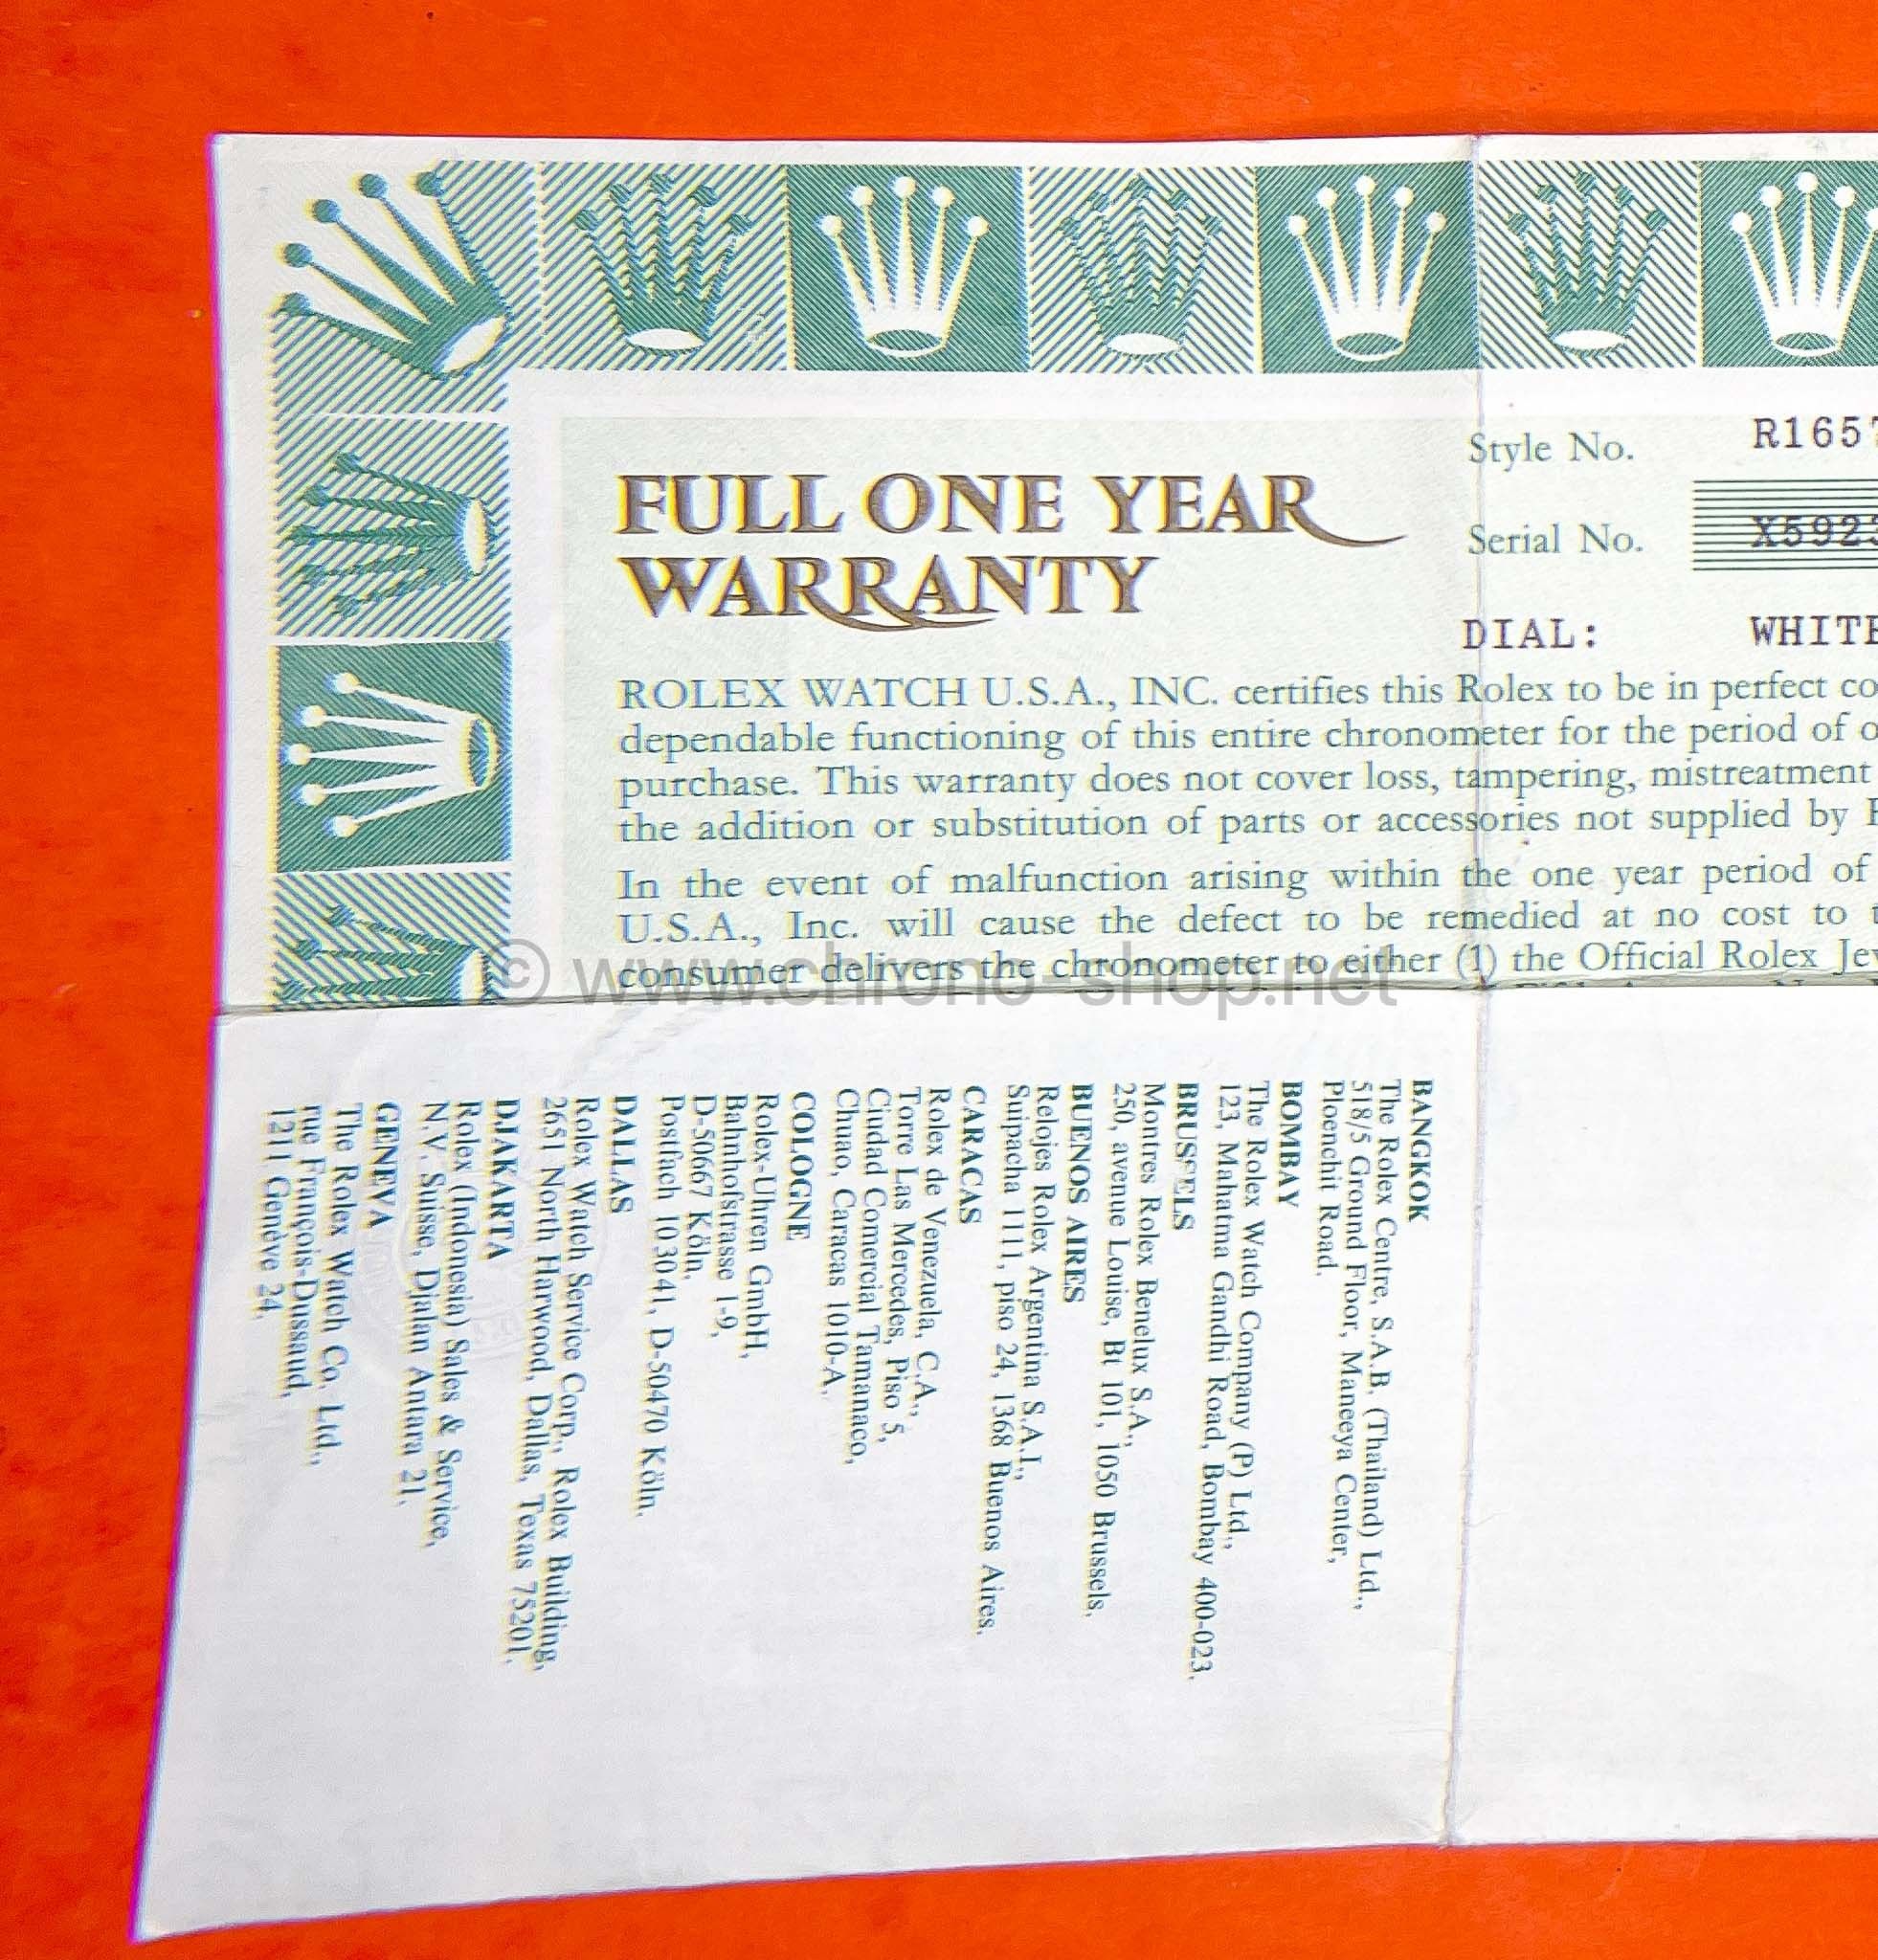 FULL ONE YEAR
WARRANTY
Style No. R165
Serial No. X592
DIAL: WHITE
ROLEX WATCH U.S.A., INC. certifies this Rolex to be in perfect co
dependable functioning of this entire chronometer for the period of o
purchase. This warranty does not cover loss, tampering, mistreatment
the addition or substitution of parts or accessories not supplied by
In the event of malfunction arising within the one year period of
U.S.A., Inc. will cause the defect to be remedied at no cost to t
consumer delivers the chronometer to either (1) the Official Rolex Jew
© www.chrono-shop.net
BANGKOK
The Rolex Centre, S.A.B, (Thailand) Ltd.,
518/5 Ground Floor, Maneeya Center,
Ploenchit Road.
BOMBAY
The Rolex Watch Company (P) Ltd.,
123, Mahatma Gandhi Road, Bombay 400-023.
BRUSSELS
Montres Rolex Benelux S.A.,
250, avenue Louise, Bt 101, 1050 Brussels.
BUENOS AIRES
Relojes Rolex Argentina S.A.I.,
Suipacha 1111, piso 24, 1368 Buenos Aires.
CARACAS
Rolex de Venezuela, C.A.,
Torre Las Mercedes, Piso 5,
Ciudad Comercial Tamanaco,
Chuao, Caracas 1010-A.
COLOGNE
Rolex-Uhren GmbH,
Bahnhofstrasse 1-9,
D-50667 Köln.
Postfach 103041, D-50470 Köln.
DALLAS
Rolex Watch Service Corp., Rolex Building,
2651 North Harwood, Dallas, Texas 75201.
DJAKARTA
Rolex (Indonesia) Sales & Service,
N.V. Suisse, Djalan Antara 21.
GENEVA
The Rolex Watch Co. Ltd.,
rue François-Dussaud,
1211 Genève 24.